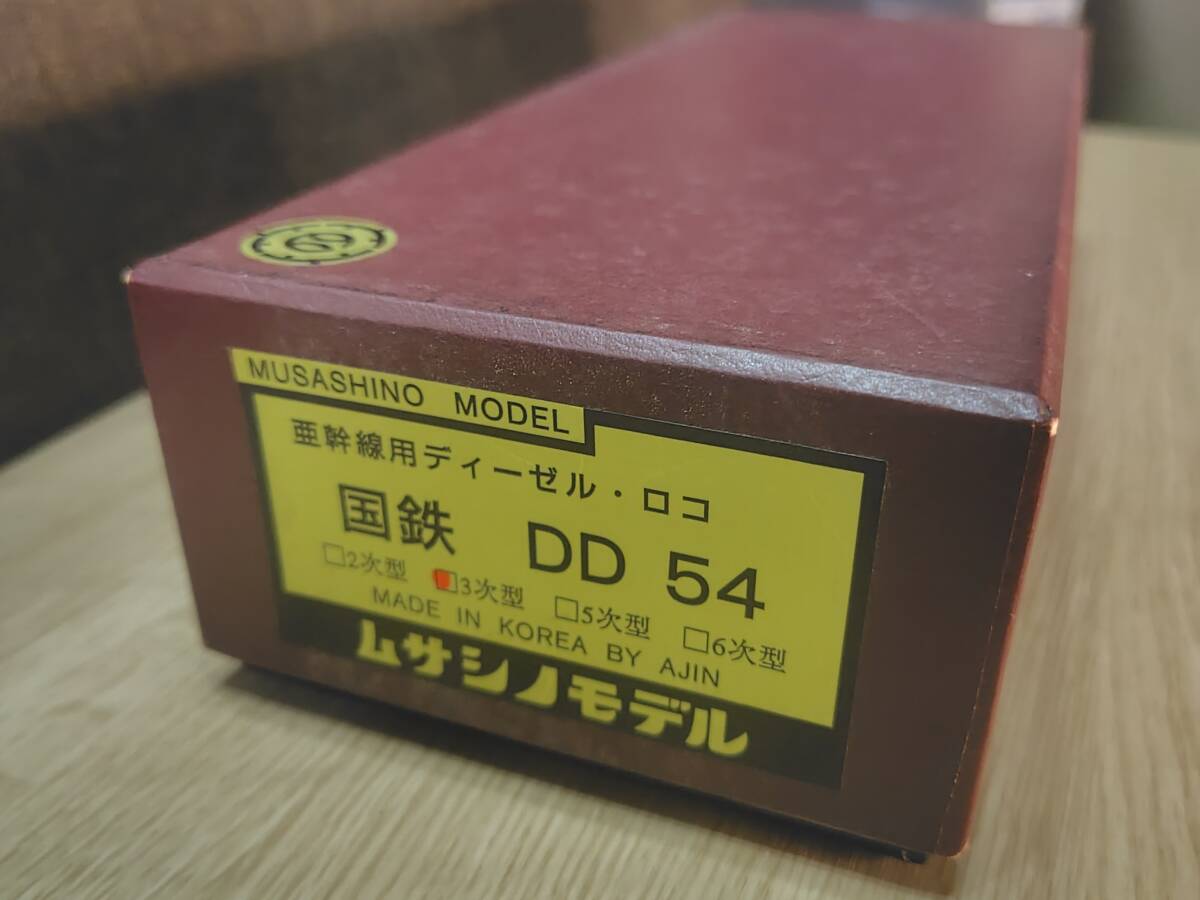 MUSASHINO MODEL
亜幹線用ディーゼル・ロコ
国鉄 DD 54
□2次型 □3次型 □5次型 □6次型
MADE IN KOREA BY AJIN
ムサシノモデル